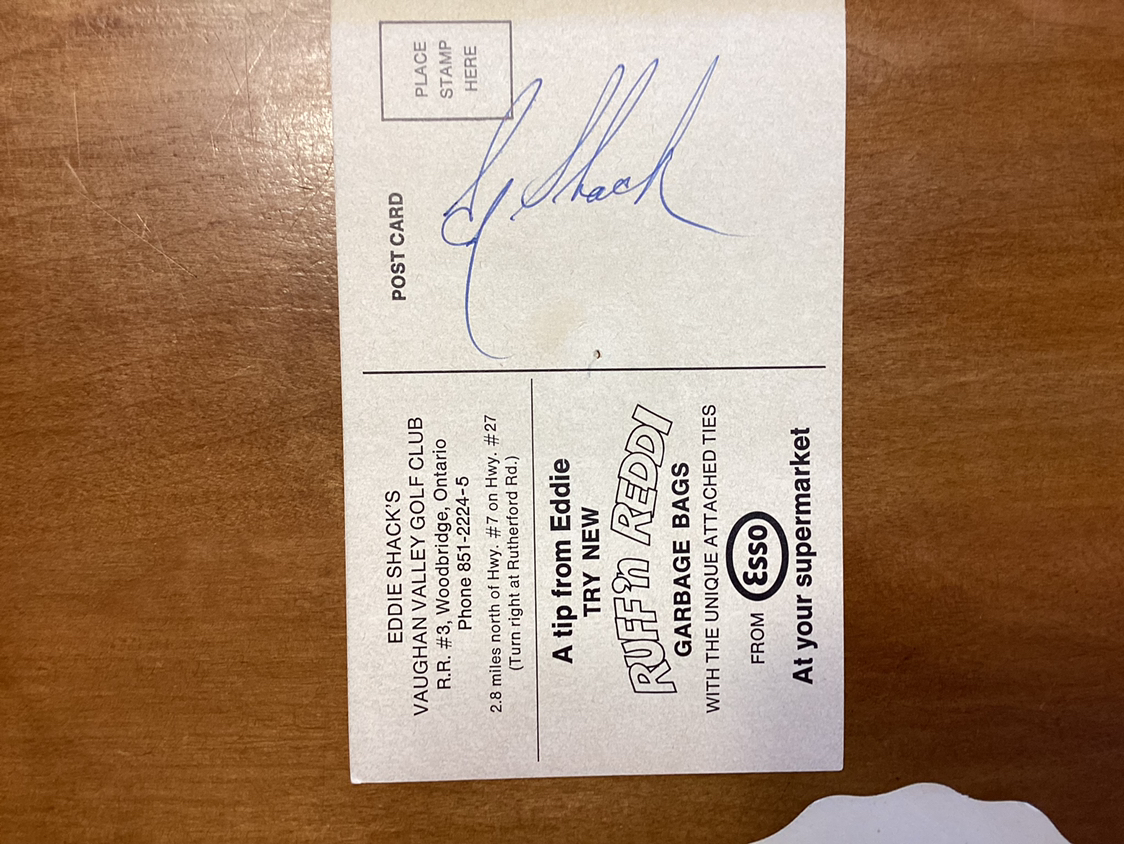 EDDIE SHACK'S
VAUGHAN VALLEY GOLF CLUB
R.R. #3, Woodbridge, Ontario
Phone 851-2224-5
2.8 miles north of Hwy. #7 on Hwy. #27
(Turn right at Rutherford Rd.)
A tip from Eddie
TRY NEW
RUFF'n REDDI
GARBAGE BAGS
WITH THE UNIQUE ATTACHED TIES
FROM Esso
At your supermarket
POST CARD
PLACE
STAMP
HERE
Ed Shack